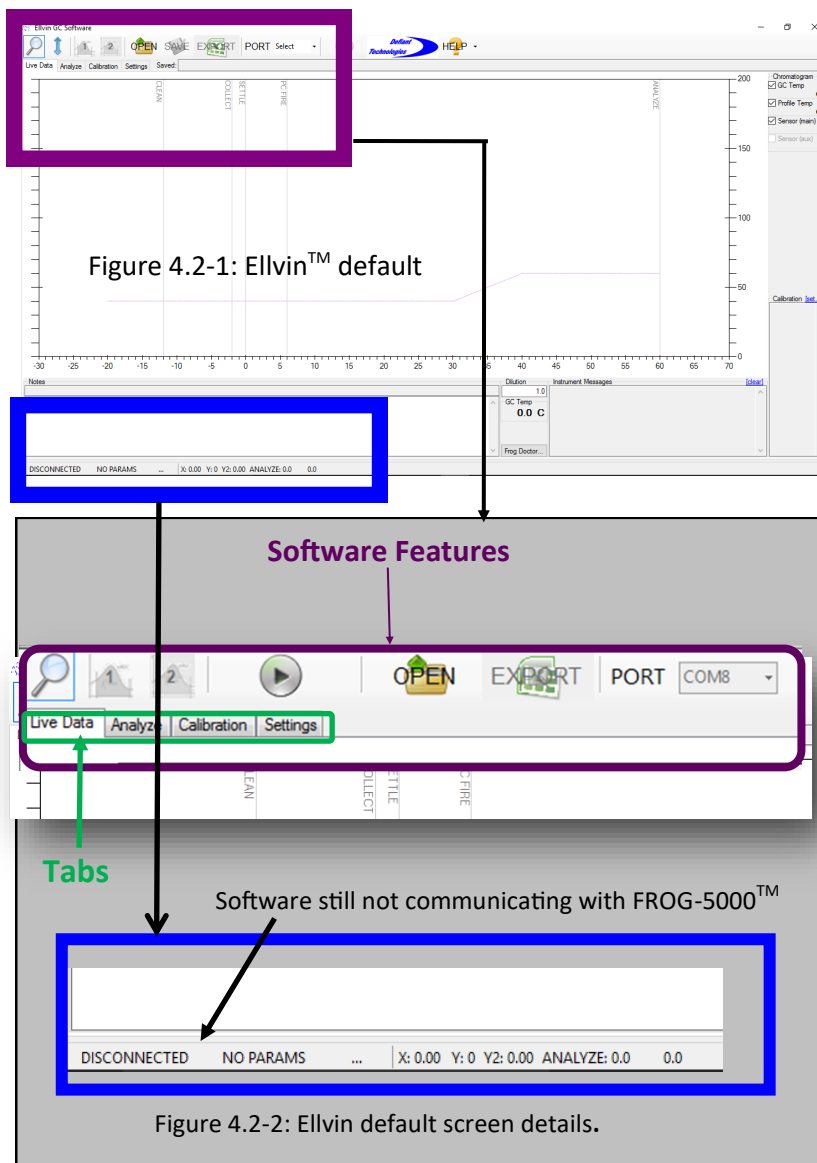 Ellvin GC Software
1 2 OPEN SAVE EXPORT PORT Select Defiant Technologies HELP
Live Data Analyze Calibration Settings Saved:
CLEAN
COLLECT
SETTLE
PC FIRE
ANALYZE
200
150
100
50
0
Chromatogram
GC Temp
Profile Temp
Sensor (main)
Sensor (aux)
Calibration [set
Figure 4.2-1: Ellvin™ default
-30 -25 -20 -15 -10 -5 0 5 10 15 20 25 30 35 40 45 50 55 60 65 70
Notes
Dilution
1.0
GC Temp
0.0 C
Frog Doctor...
Instrument Messages [clear]
DISCONNECTED NO PARAMS ... X: 0.00 Y: 0 Y2: 0.00 ANALYZE: 0.0 0.0
Software Features
1 2 OPEN EXPORT PORT COM8
Live Data Analyze Calibration Settings
LEAN
OLLECT
ETTLE
C FIRE
Tabs
Software still not communicating with FROG-5000™
DISCONNECTED NO PARAMS ... X: 0.00 Y: 0 Y2: 0.00 ANALYZE: 0.0 0.0
Figure 4.2-2: Ellvin default screen details.